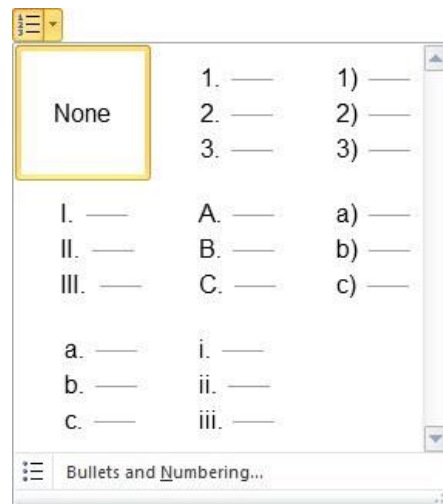 None
1. 1)
2. 2)
3. 3)
I. A. a)
II. B. b)
III. C. c)
a. i.
b. ii.
c. iii.
Bullets and Numbering...